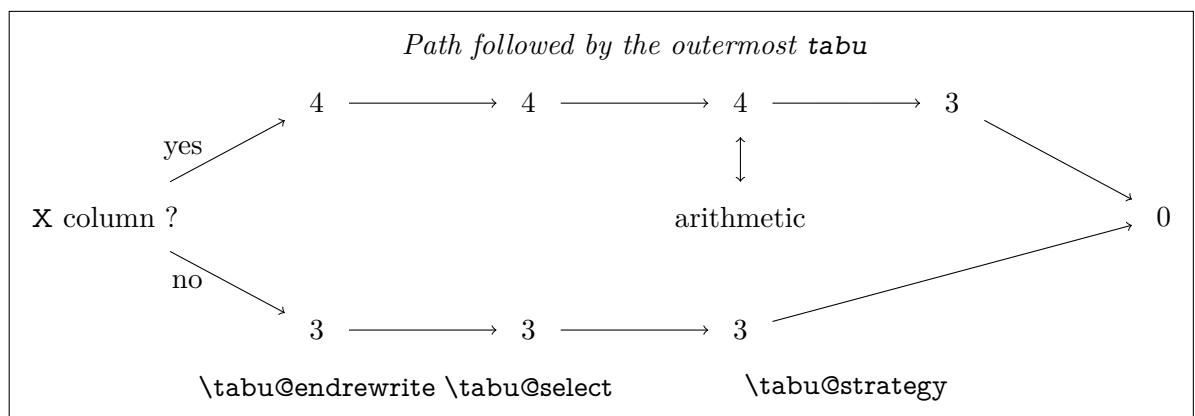 Path followed by the outermost tabu
4 4 4 3
yes
X column ? arithmetic 0
no
3 3 3
\tabu@endrewrite \tabu@select \tabu@strategy